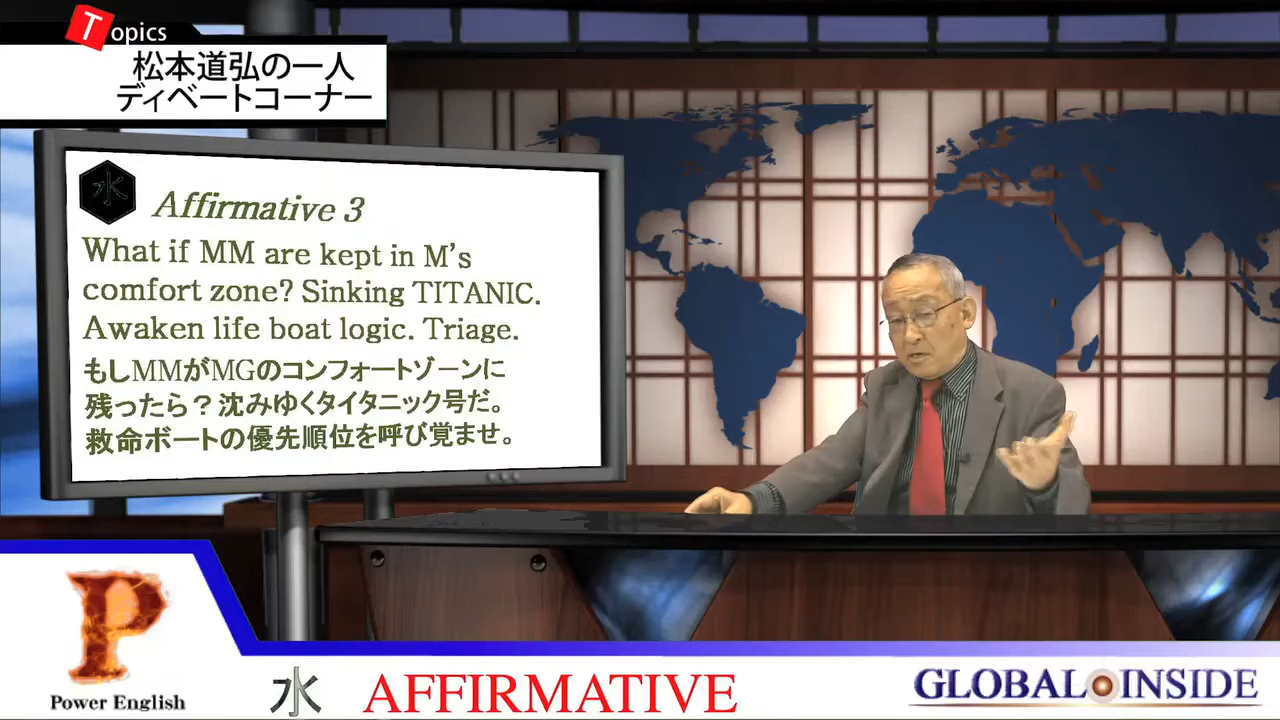 Topics
松本道弘の一人
ディベートコーナー
水
Affirmative 3
What if MM are kept in M's
comfort zone? Sinking TITANIC.
Awaken life boat logic. Triage.
もしMMがMGのコンフォートゾーンに
残ったら？沈みゆくタイタニック号だ。
救命ボートの優先順位を呼び覚ませ。
P
Power English
水 AFFIRMATIVE
GLOBAL INSIDE